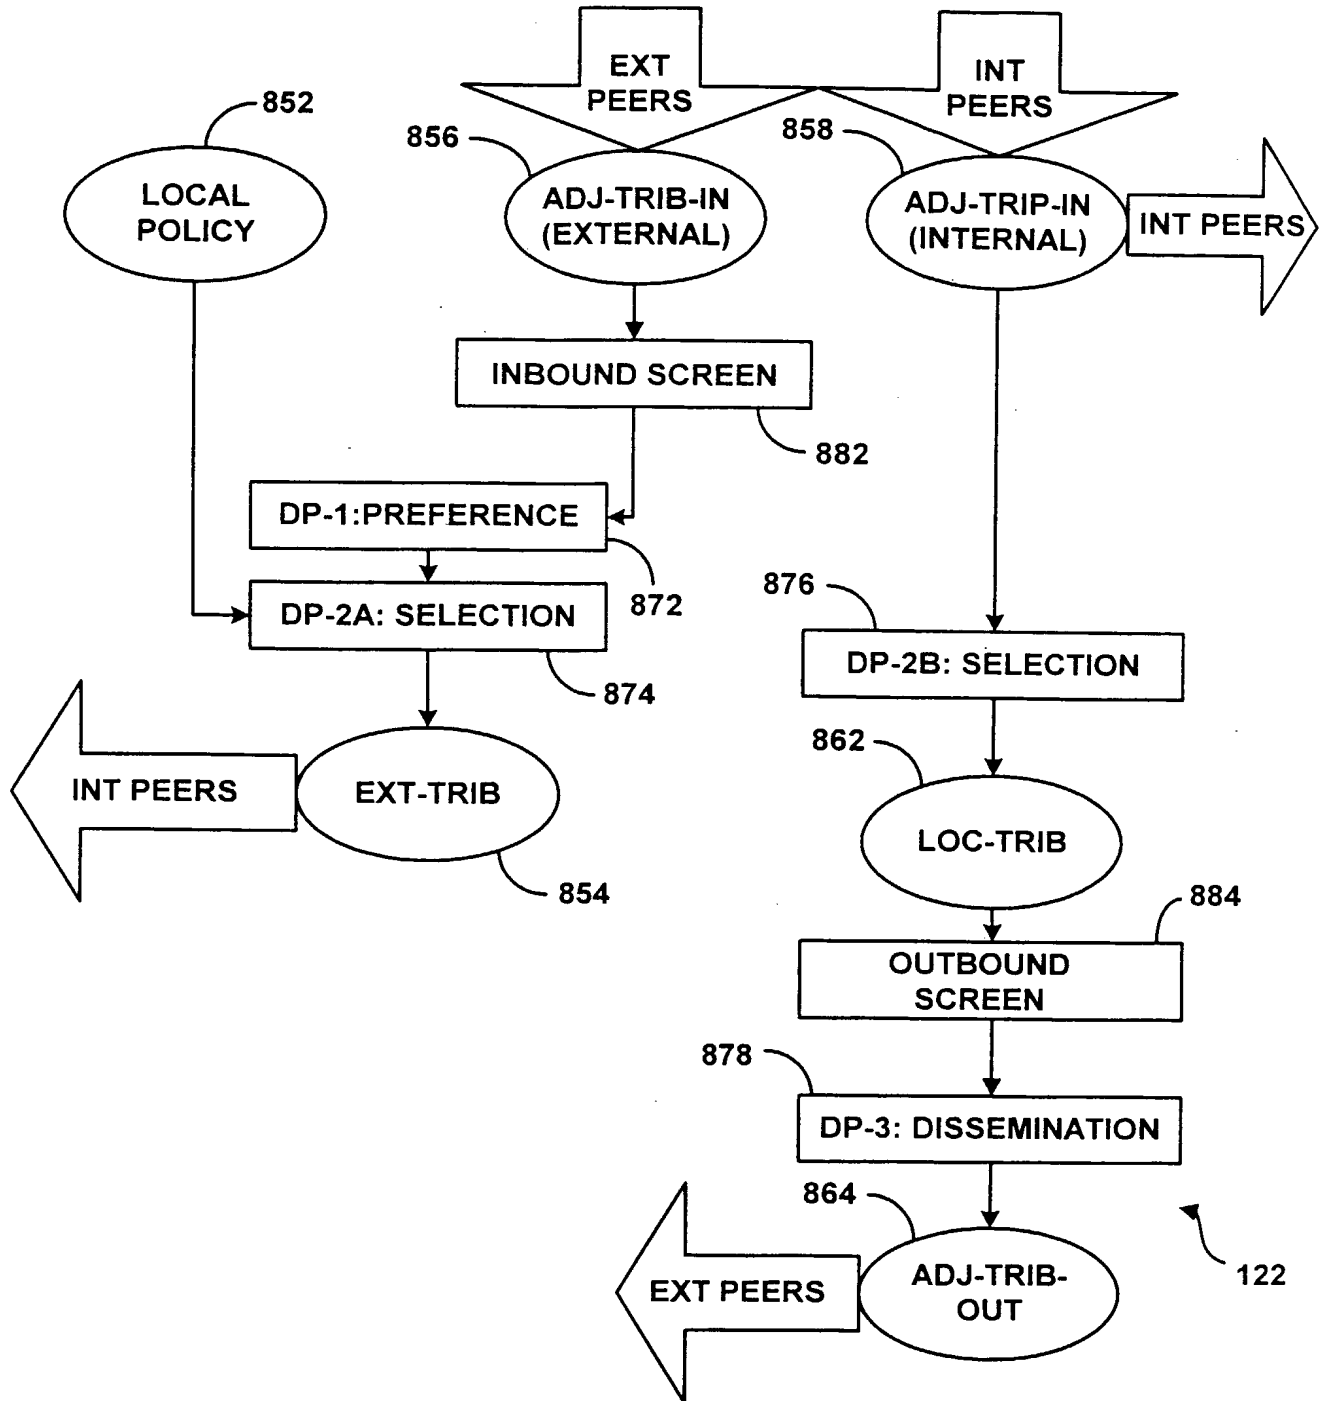 EXT
PEERS
INT
PEERS
852
856
858
LOCAL
POLICY
ADJ-TRIB-IN
(EXTERNAL)
ADJ-TRIP-IN
(INTERNAL)
INT PEERS
INBOUND SCREEN
882
DP-1:PREFERENCE
872
DP-2A: SELECTION
874
876
DP-2B: SELECTION
INT PEERS
EXT-TRIB
854
862
LOC-TRIB
884
OUTBOUND
SCREEN
878
DP-3: DISSEMINATION
864
EXT PEERS
ADJ-TRIB-
OUT
122